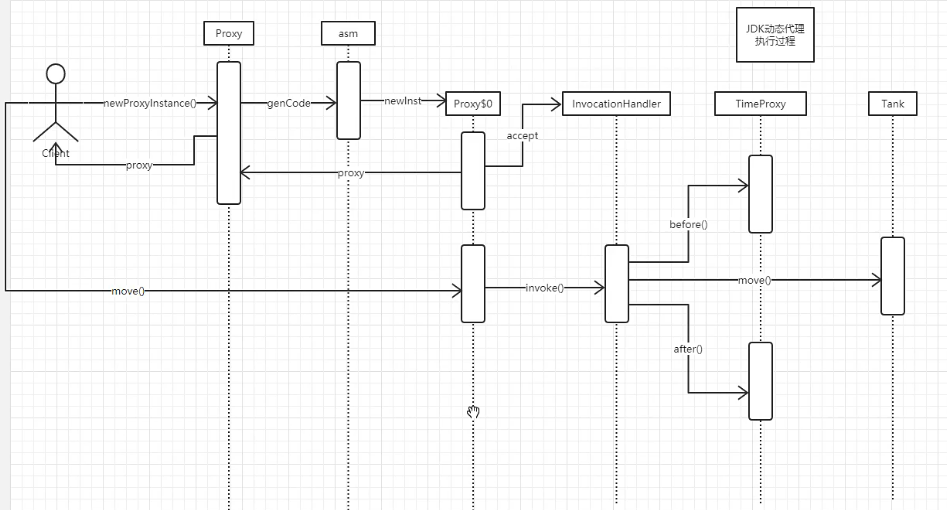 JDK动态代理
执行过程
Proxy
asm
newProxyInstance()
genCode
newInst
Proxy$0
InvocationHandler
TimeProxy
Tank
accept
Client
proxy
proxy
before()
move()
invoke()
move()
after()